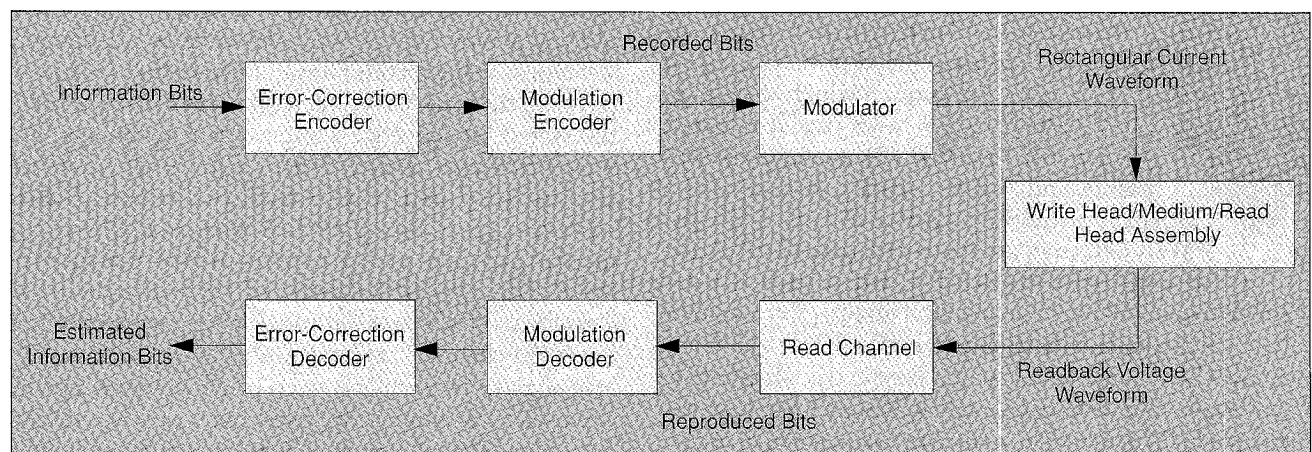 Recorded Bits
Rectangular Current
Waveform
Information Bits
Error-Correction
Encoder
Modulation
Encoder
Modulator
Write Head/Medium/Read
Head Assembly
Estimated
Information Bits
Error-Correction
Decoder
Modulation
Decoder
Read Channel
Readback Voltage
Waveform
Reproduced Bits